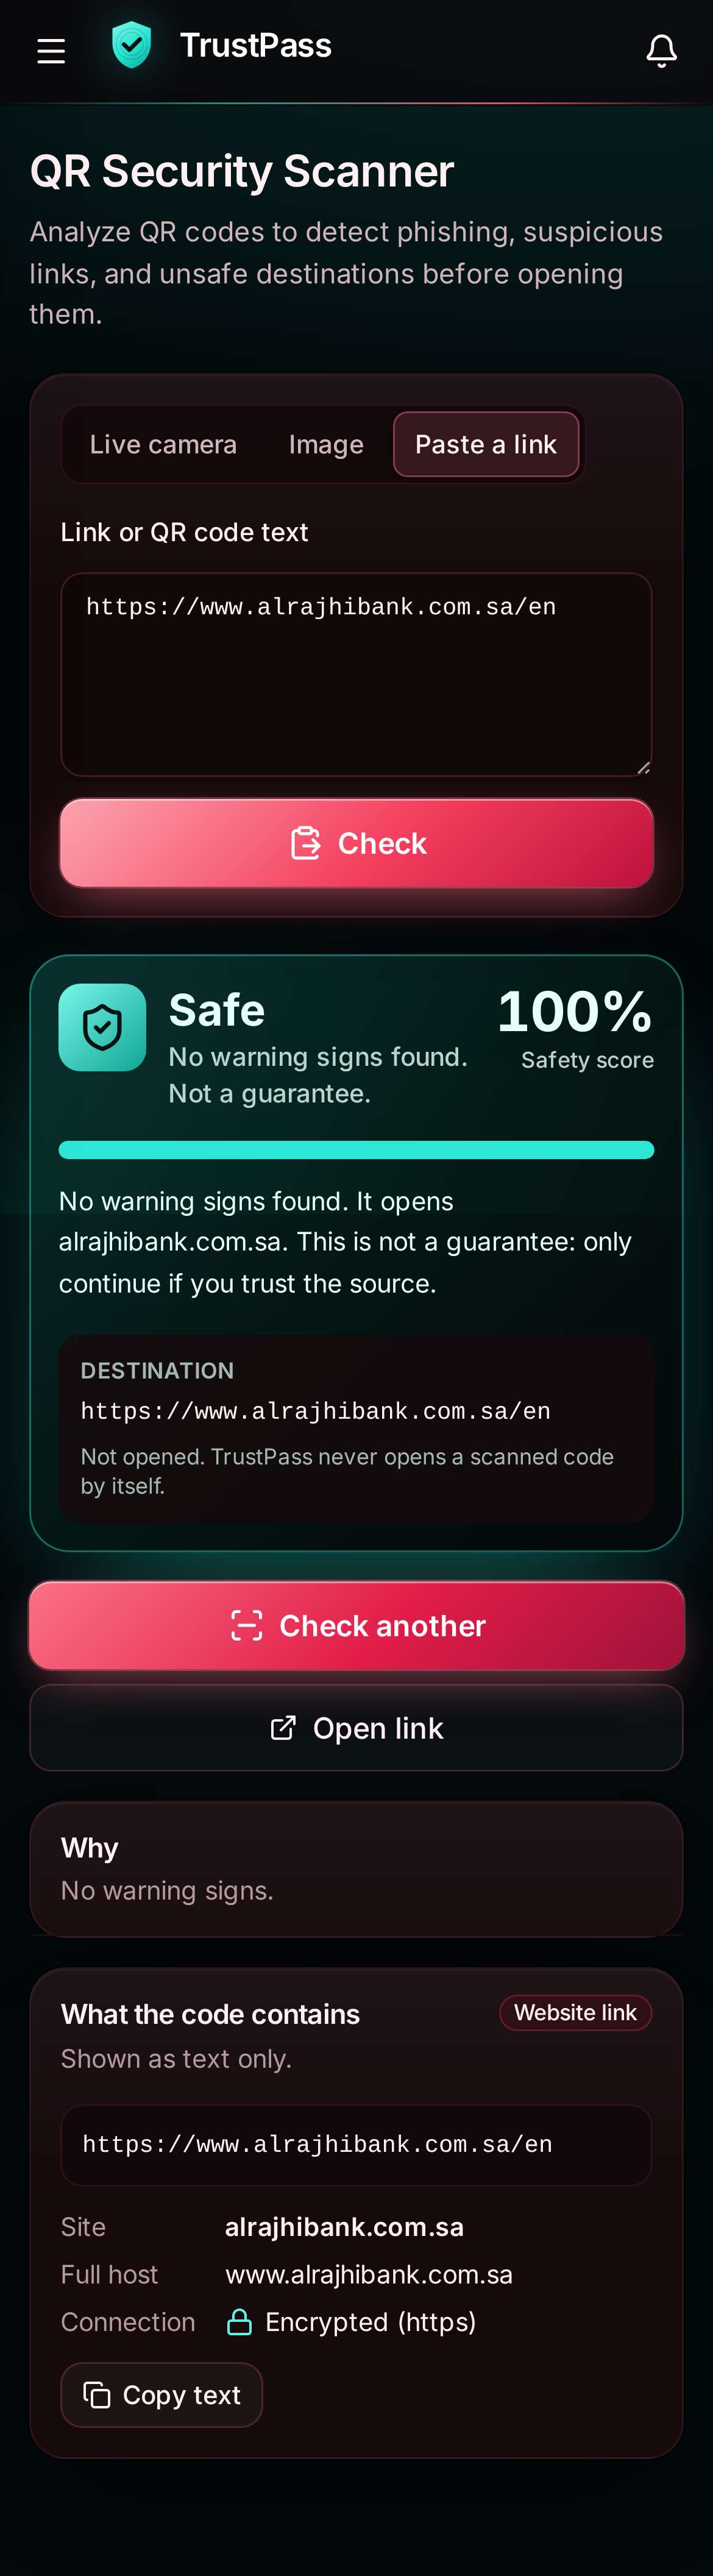 TrustPass
QR Security Scanner
Analyze QR codes to detect phishing, suspicious
links, and unsafe destinations before opening
them.
Live camera
Image
Paste a link
Link or QR code text
https://www.alrajhibank.com.sa/en
Check
Safe
100%
No warning signs found.
Not a guarantee.
Safety score
No warning signs found. It opens
alrajhibank.com.sa. This is not a guarantee: only
continue if you trust the source.
DESTINATION
https://www.alrajhibank.com.sa/en
Not opened. TrustPass never opens a scanned code
by itself.
Check another
Open link
Why
No warning signs.
What the code contains
Website link
Shown as text only.
https://www.alrajhibank.com.sa/en
Site alrajhibank.com.sa
Full host www.alrajhibank.com.sa
Connection Encrypted (https)
Copy text